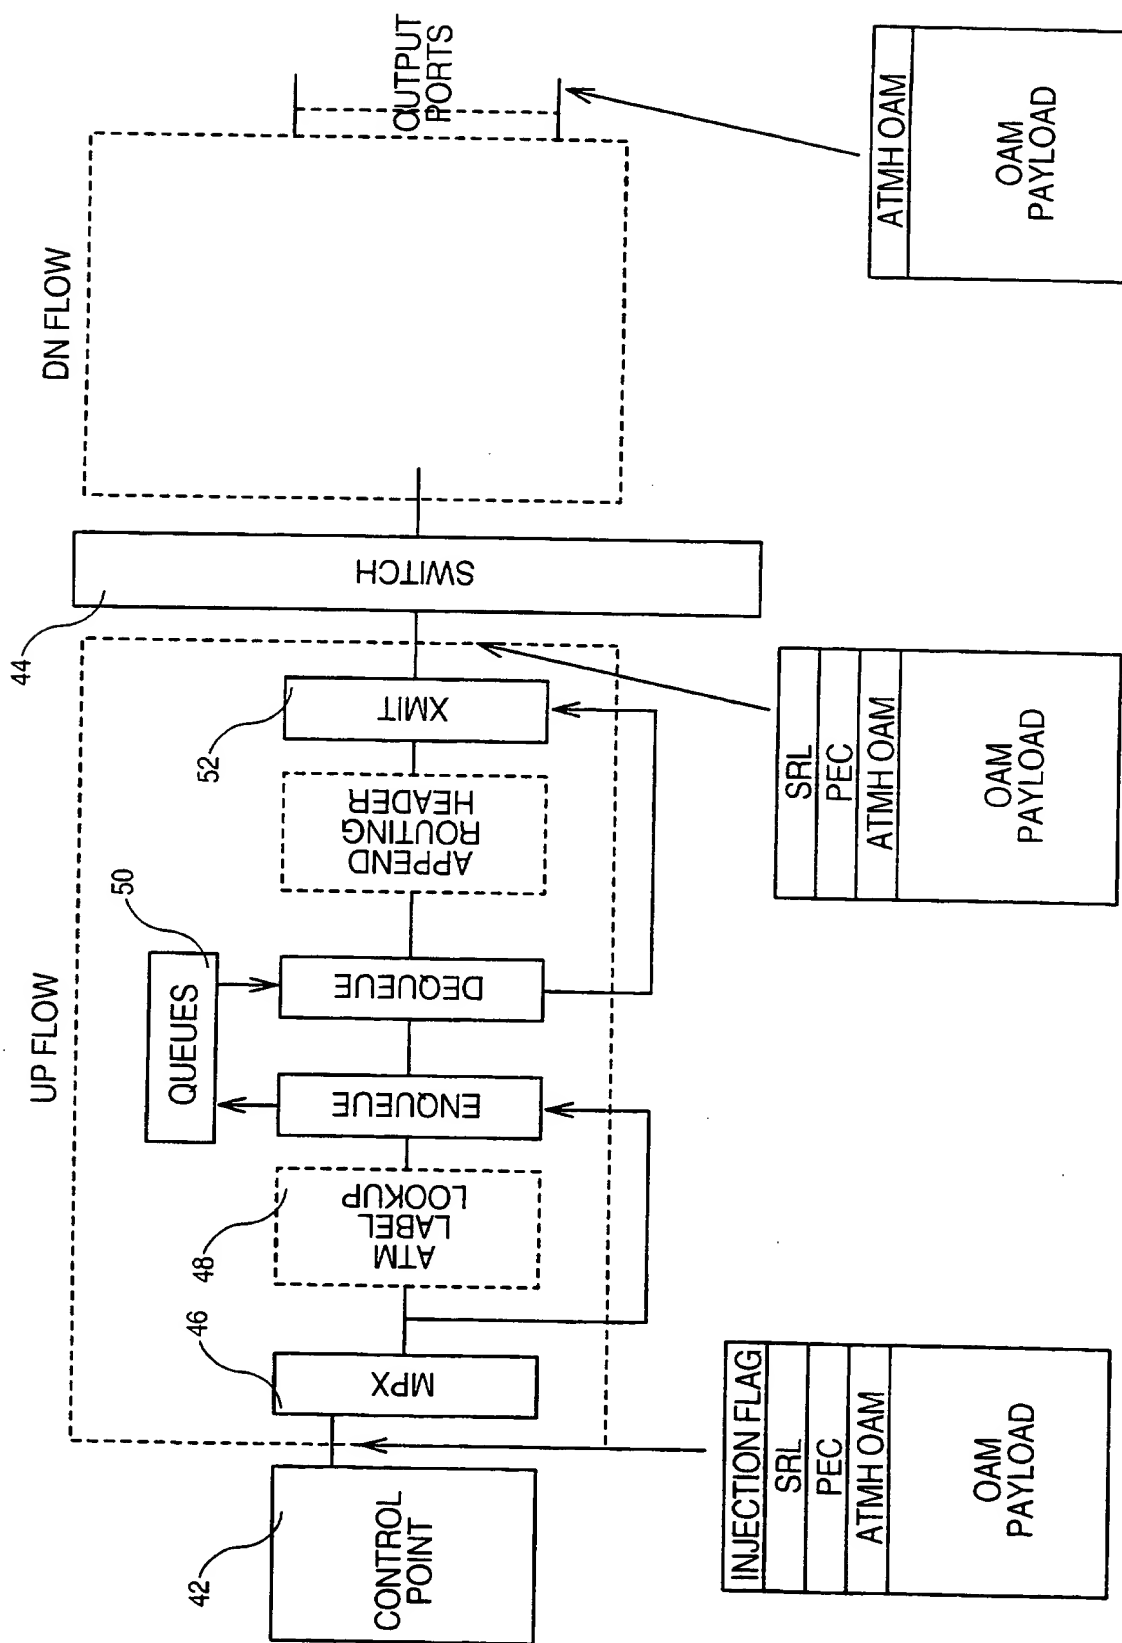 UP FLOW
DN FLOW
44
50
QUEUES
52
48
46
42
CONTROL
POINT
MPX
ATM
LABEL
LOOKUP
ENQUEUE
DEQUEUE
APPEND
ROUTING
HEADER
XMIT
SWITCH
OUTPUT
PORTS
INJECTION FLAG
SRL
PEC
ATMH OAM
OAM
PAYLOAD
SRL
PEC
ATMH OAM
OAM
PAYLOAD
ATMH OAM
OAM
PAYLOAD